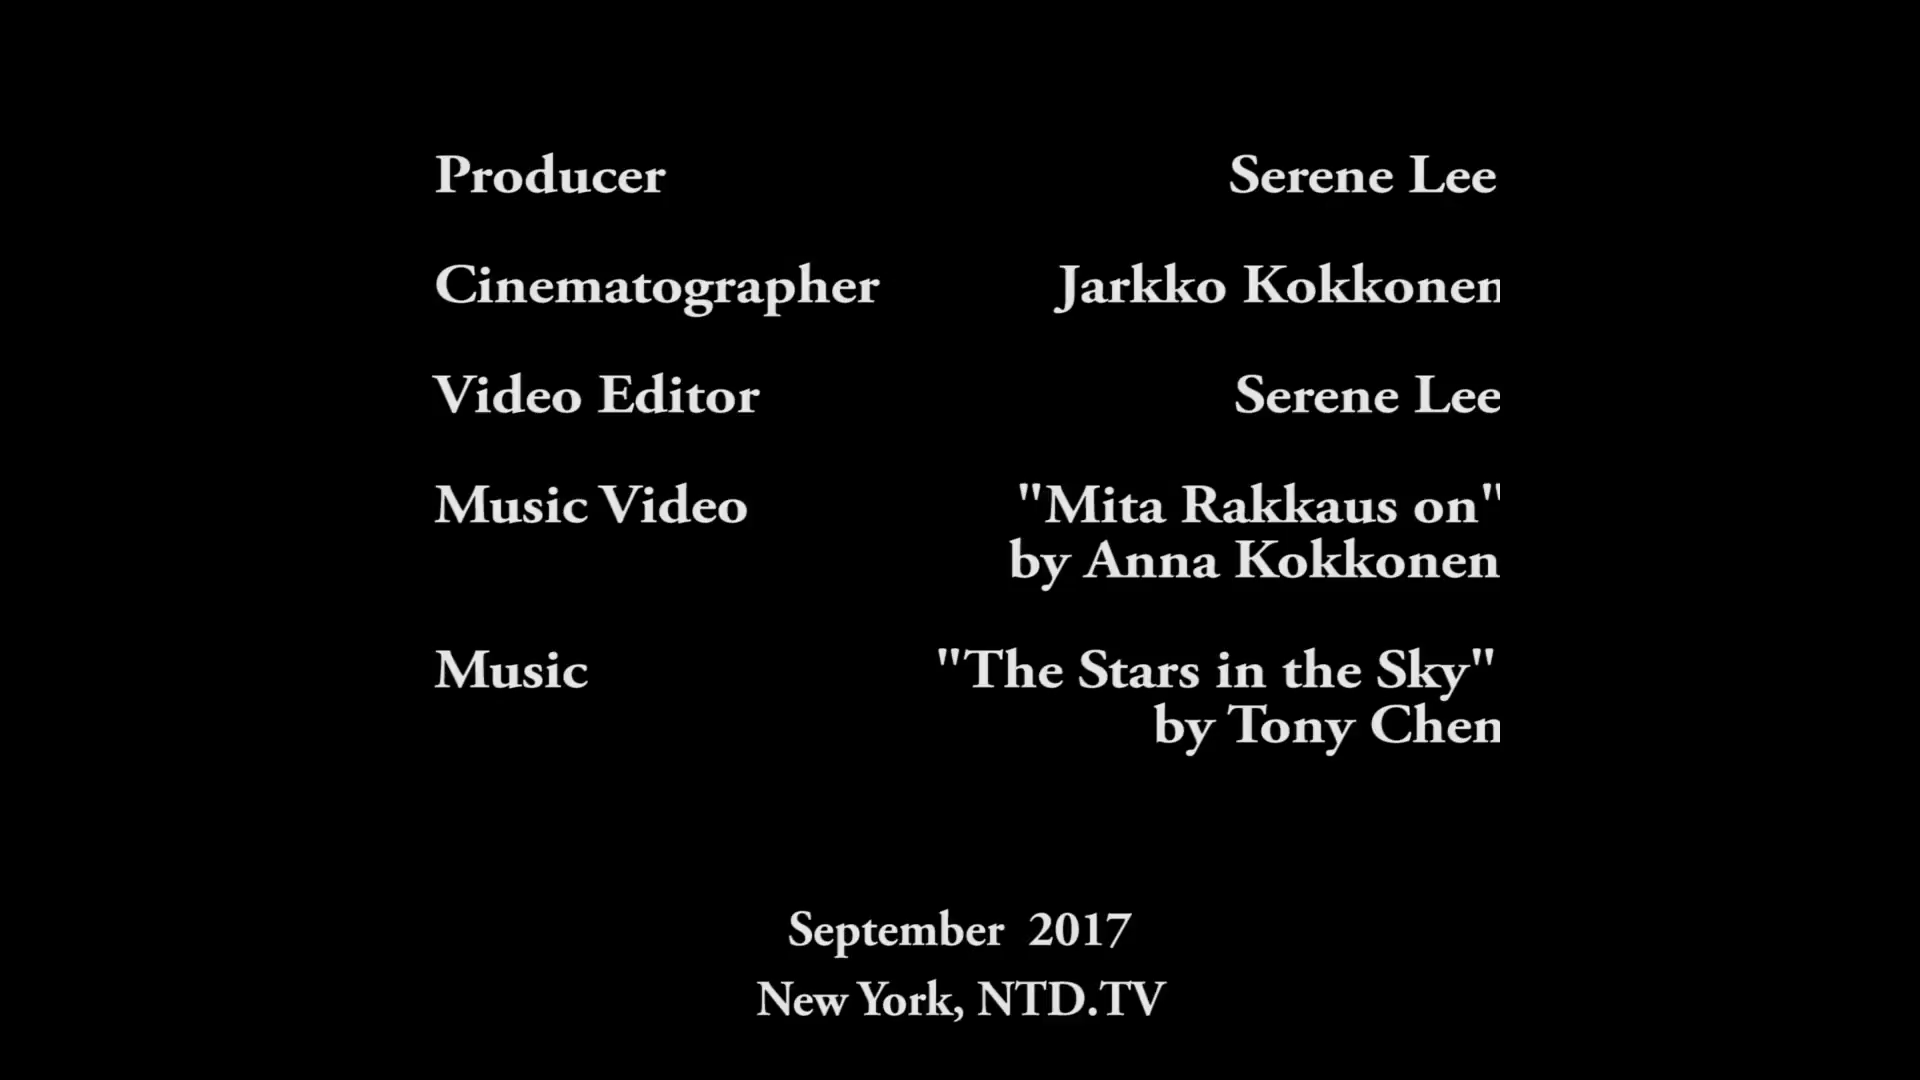 Producer Serene Lee
Cinematographer Jarkko Kokkonen
Video Editor Serene Lee
Music Video "Mita Rakkaus on"
by Anna Kokkonen
Music "The Stars in the Sky"
by Tony Chen
September 2017
New York, NTD.TV